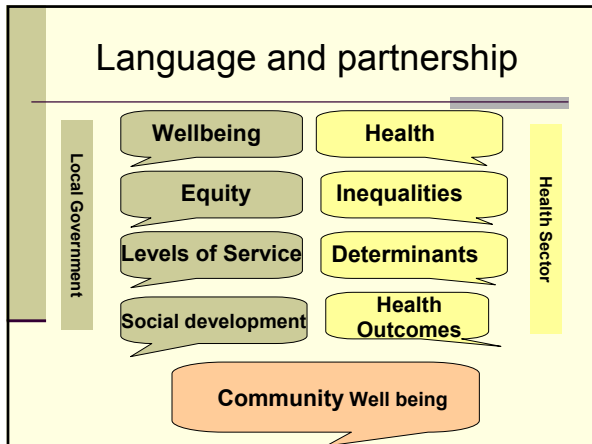 Language and partnership
Local Government
Wellbeing
Health
Equity
Inequalities
Levels of Service
Determinants
Social development
Health
Outcomes
Health Sector
Community Well being